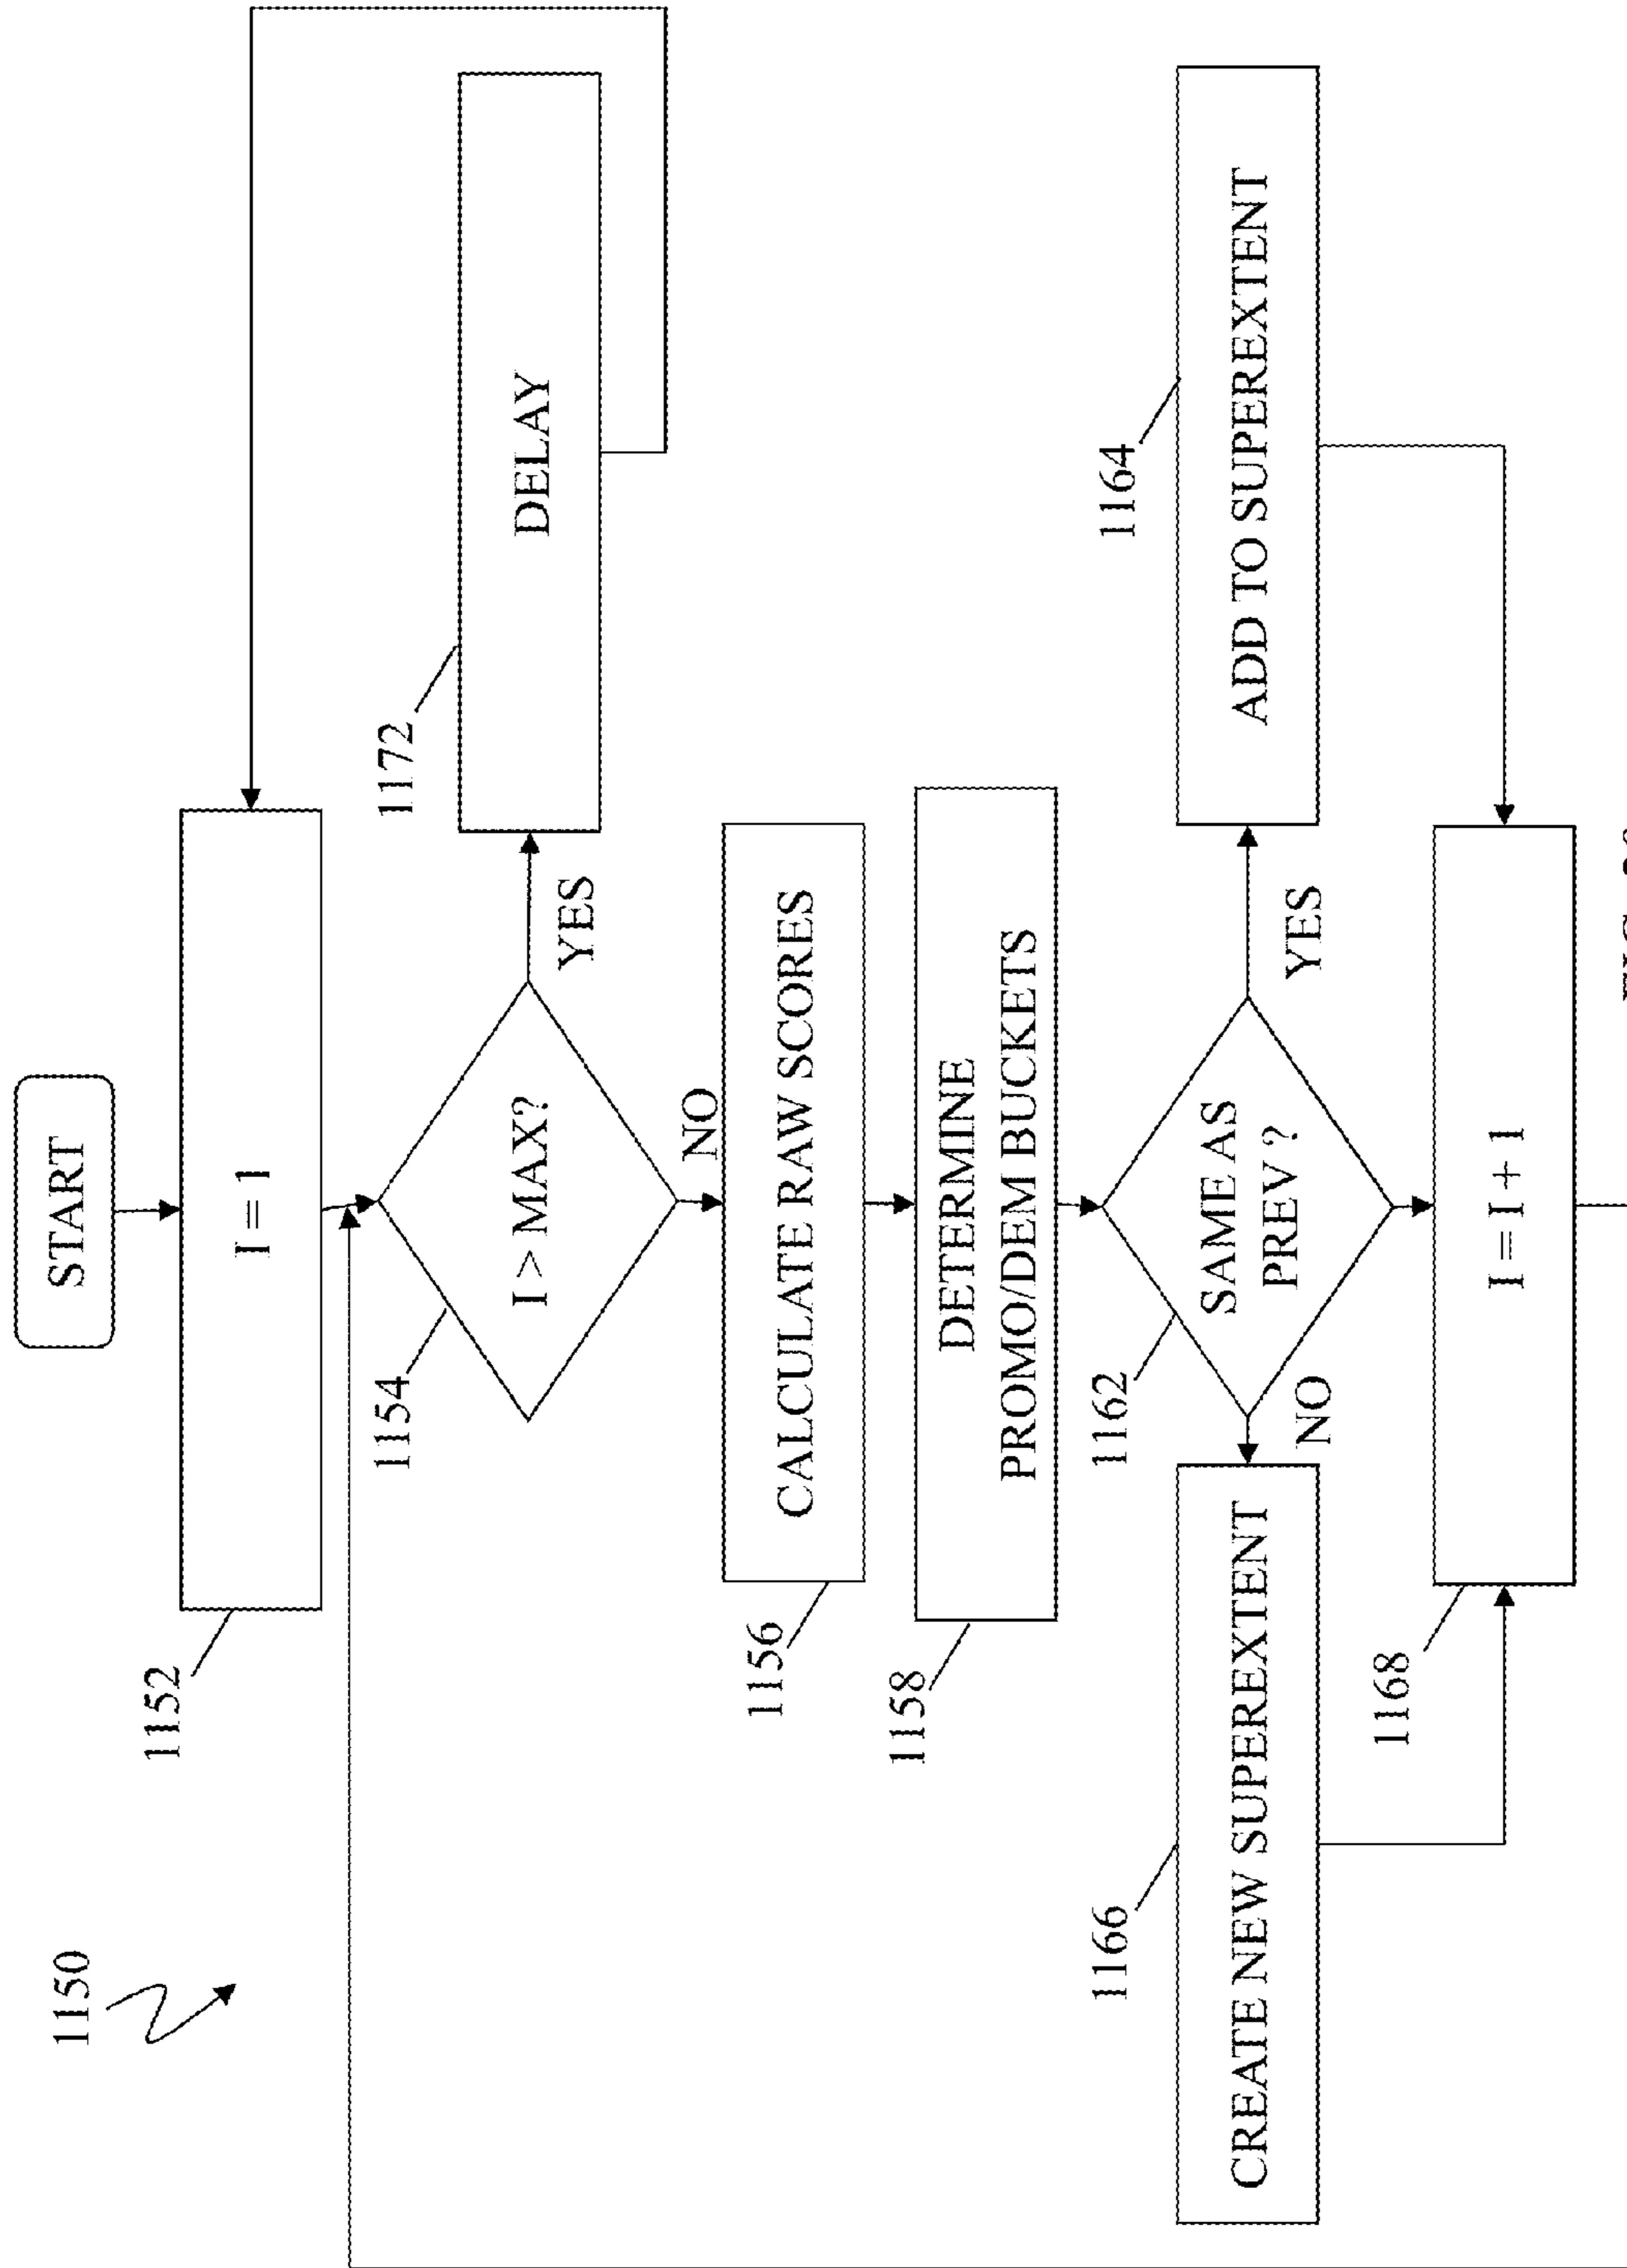 1150
START
1152
I = 1
1154
I > MAX?
YES
1172
DELAY
NO
1156
CALCULATE RAW SCORES
1158
DETERMINE
PROMO/DEM BUCKETS
1162
SAME AS
PREV ?
NO
YES
1166
CREATE NEW SUPEREXTENT
1164
ADD TO SUPEREXTENT
1168
I = I + 1